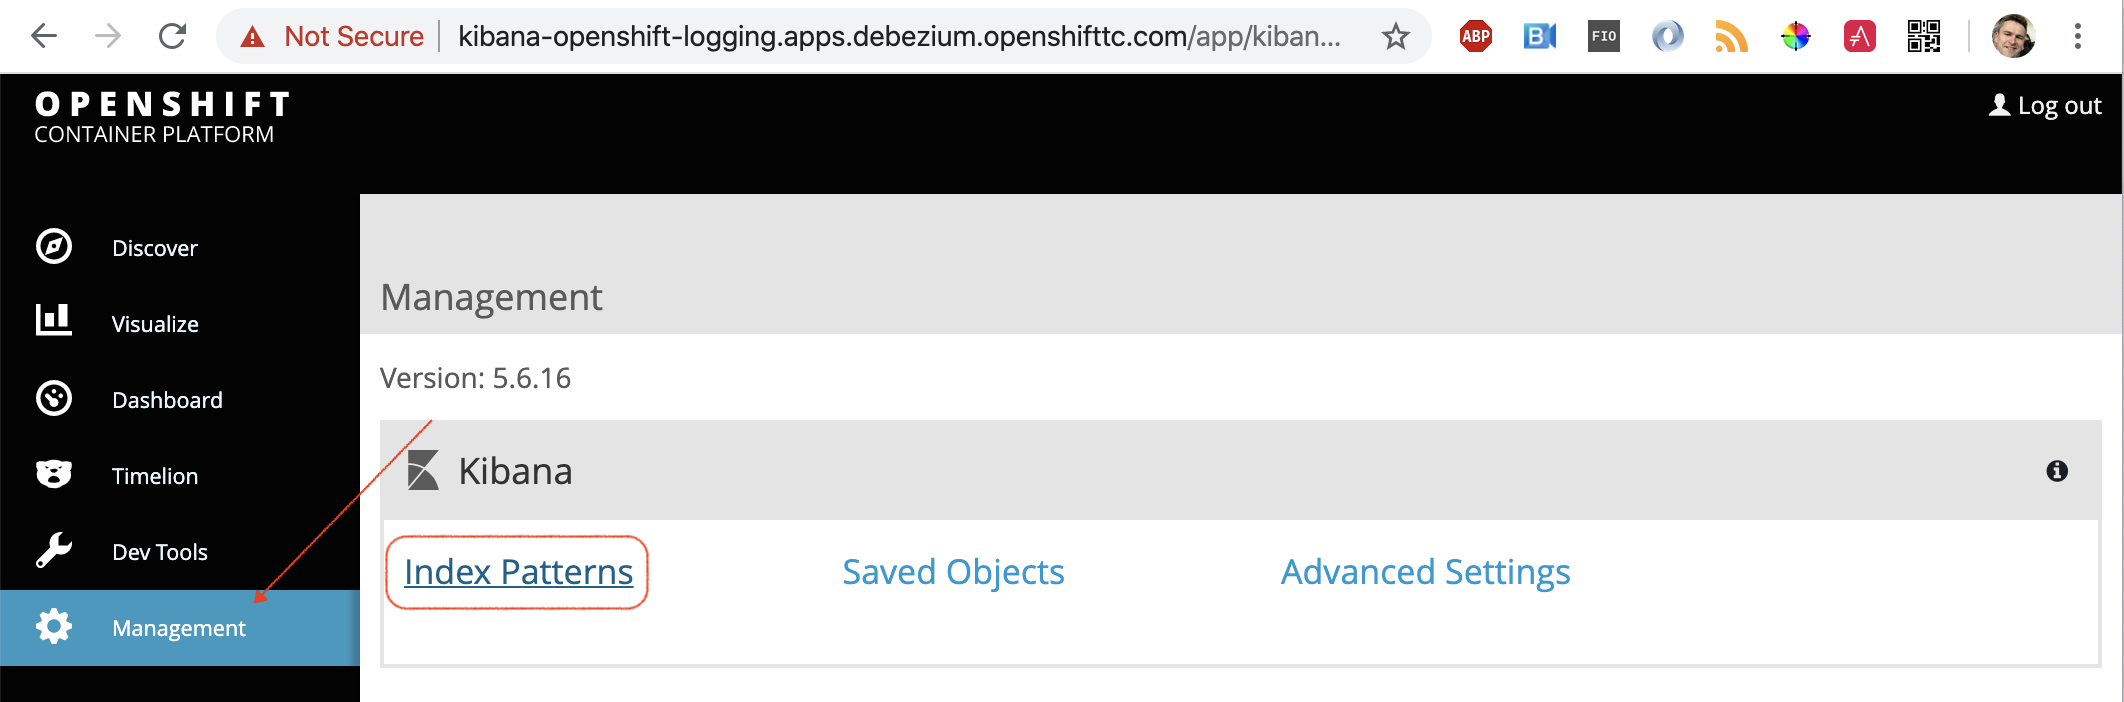 Not Secure kibana-openshift-logging.apps.debezium.openshifttc.com/app/kiban... ABP B FIO
OPENSHIFT
CONTAINER PLATFORM
Log out
Discover
Visualize
Dashboard
Timelion
Dev Tools
Management
Management
Version: 5.6.16
Kibana
Index Patterns Saved Objects Advanced Settings